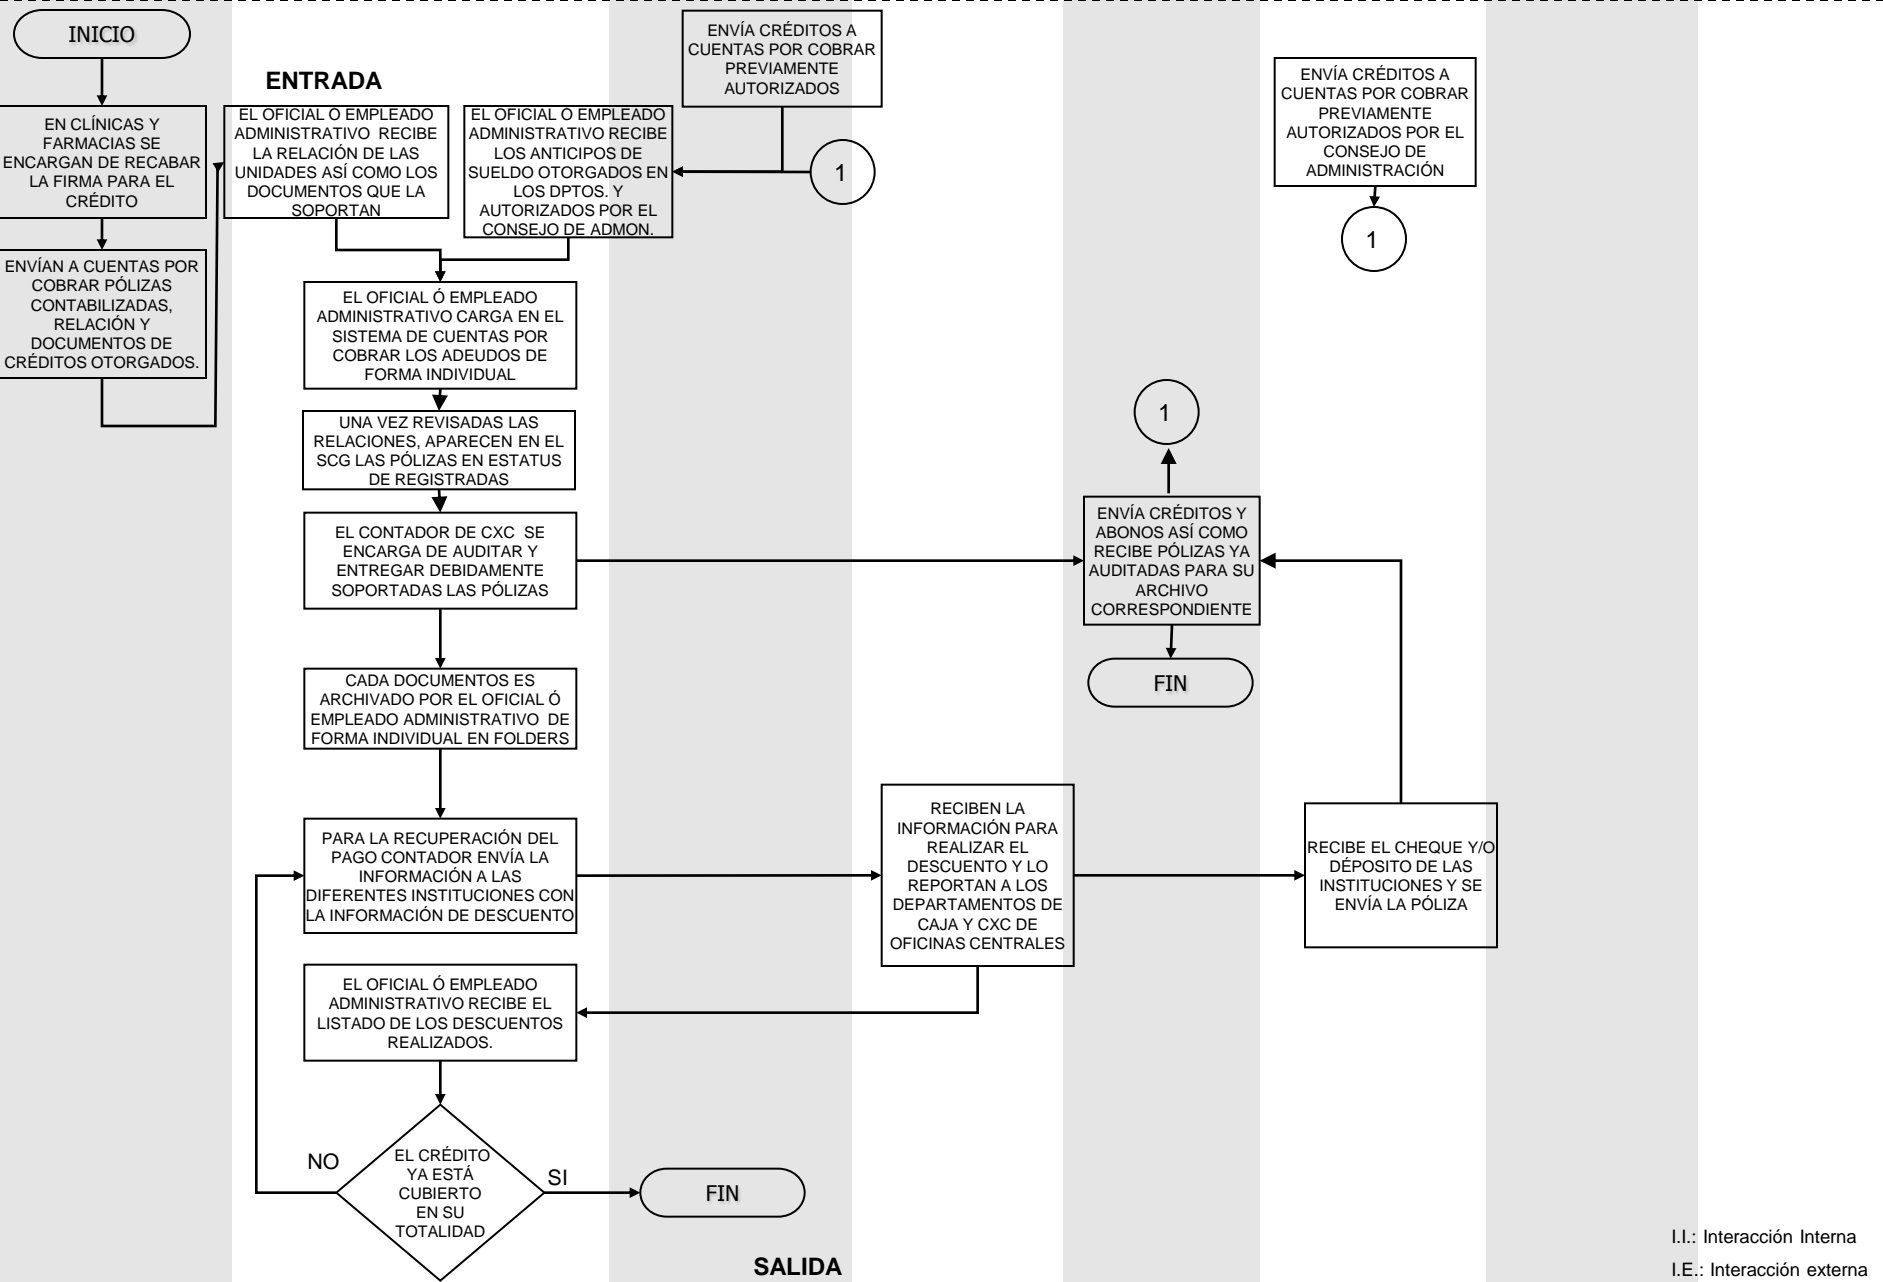 INICIO
EN CLÍNICAS Y
FARMACIAS SE
ENCARGAN DE RECABAR
LA FIRMA PARA EL
CRÉDITO
ENVÍAN A CUENTAS POR
COBRAR PÓLIZAS
CONTABILIZADAS,
RELACIÓN Y
DOCUMENTOS DE
CRÉDITOS OTORGADOS.
ENTRADA
EL OFICIAL Ó EMPLEADO
ADMINISTRATIVO RECIBE
LA RELACIÓN DE LAS
UNIDADES ASÍ COMO LOS
DOCUMENTOS QUE LA
SOPORTAN
EL OFICIAL Ó EMPLEADO
ADMINISTRATIVO RECIBE
LOS ANTICIPOS DE
SUELDO OTORGADOS EN
LOS DPTOS. Y
AUTORIZADOS POR EL
CONSEJO DE ADMON.
ENVÍA CRÉDITOS A
CUENTAS POR COBRAR
PREVIAMENTE
AUTORIZADOS
1
ENVÍA CRÉDITOS A
CUENTAS POR COBRAR
PREVIAMENTE
AUTORIZADOS POR EL
CONSEJO DE
ADMINISTRACIÓN
1
EL OFICIAL Ó EMPLEADO
ADMINISTRATIVO CARGA EN EL
SISTEMA DE CUENTAS POR
COBRAR LOS ADEUDOS DE
FORMA INDIVIDUAL
UNA VEZ REVISADAS LAS
RELACIONES, APARECEN EN EL
SCG LAS PÓLIZAS EN ESTATUS
DE REGISTRADAS
EL CONTADOR DE CXC SE
ENCARGA DE AUDITAR Y
ENTREGAR DEBIDAMENTE
SOPORTADAS LAS PÓLIZAS
1
ENVÍA CRÉDITOS Y
ABONOS ASÍ COMO
RECIBE PÓLIZAS YA
AUDITADAS PARA SU
ARCHIVO
CORRESPONDIENTE
FIN
CADA DOCUMENTOS ES
ARCHIVADO POR EL OFICIAL Ó
EMPLEADO ADMINISTRATIVO DE
FORMA INDIVIDUAL EN FOLDERS
PARA LA RECUPERACIÓN DEL
PAGO CONTADOR ENVÍA LA
INFORMACIÓN A LAS
DIFERENTES INSTITUCIONES CON
LA INFORMACIÓN DE DESCUENTO
RECIBEN LA
INFORMACIÓN PARA
REALIZAR EL
DESCUENTO Y LO
REPORTAN A LOS
DEPARTAMENTOS DE
CAJA Y CXC DE
OFICINAS CENTRALES
RECIBE EL CHEQUE Y/O
DÉPOSITO DE LAS
INSTITUCIONES Y SE
ENVÍA LA PÓLIZA
EL OFICIAL Ó EMPLEADO
ADMINISTRATIVO RECIBE EL
LISTADO DE LOS DESCUENTOS
REALIZADOS.
NO
EL CRÉDITO
YA ESTÁ
CUBIERTO
EN SU
TOTALIDAD
SI
FIN
SALIDA
I.I.: Interacción Interna
I.E.: Interacción externa